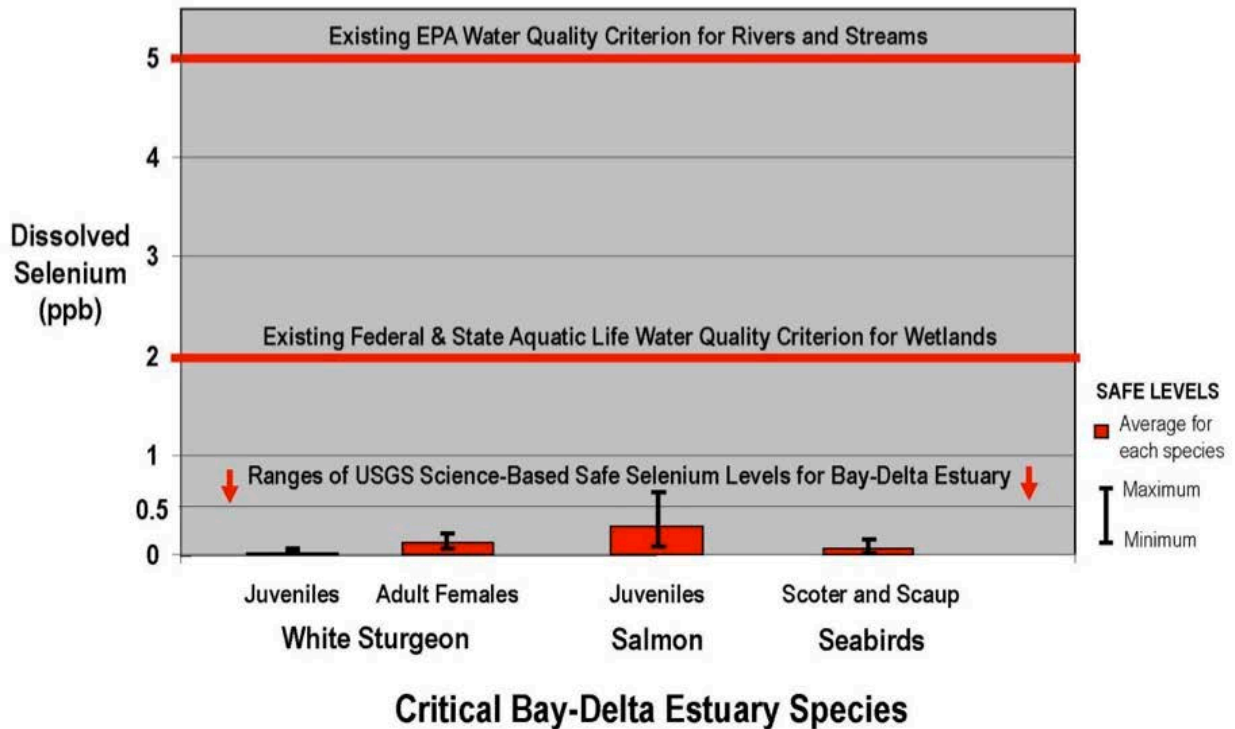 Existing EPA Water Quality Criterion for Rivers and Streams
5
4
Dissolved
Selenium
(ppb)
3
Existing Federal & State Aquatic Life Water Quality Criterion for Wetlands
2
SAFE LEVELS
Average for
each species
Maximum
Minimum
1
Ranges of USGS Science-Based Safe Selenium Levels for Bay-Delta Estuary
0.5
0
Juveniles
Adult Females
Juveniles
Scoter and Scaup
White Sturgeon
Salmon
Seabirds
Critical Bay-Delta Estuary Species